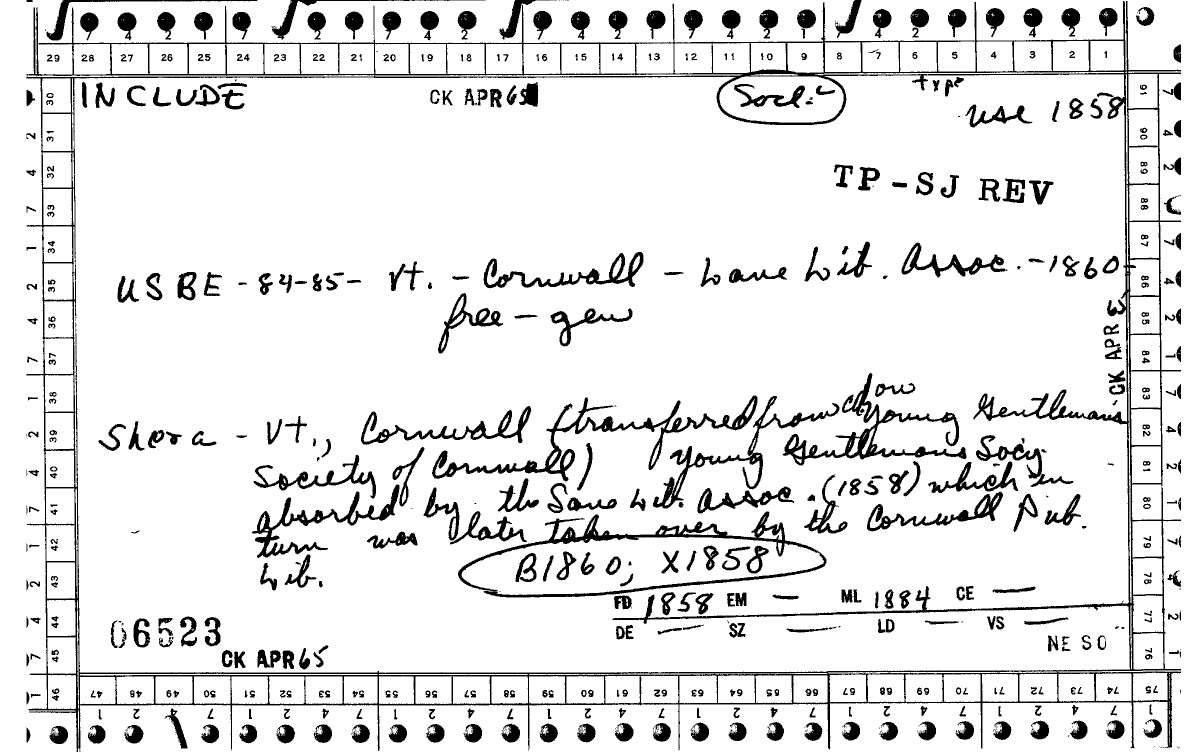 7 4 2 1 7 4 2 1 7 4 2 1 7 4 2 1 7 4 2 1 7 4 2 1 7 4 2 1
29 28 27 26 25 24 23 22 21 20 19 18 17 16 15 14 13 12 11 10 9 8 7 6 5 4 3 2 1
INCLUDE CK APR 65 Socl. type
use 1858
TP-SJ REV
USBE - 84-85- Vt. - Cornwall - Lane Lib. Assoc. - 1860-
free - gen
CK APR 65
Shera - Vt., Cornwall (transferred from Young Gentlemans
Society of Cornwall) Young Gentlemans Socy.
absorbed by the Sane Lib. Assoc. (1858) which in
turn was later taken over by the Cornwall Pub.
Lib.
B1860; X1858
FD 1858 EM — ML 1884 CE —
DE — SZ — LD — VS —
06523
NE SO
CK APR 65
30 31 32 33 34 35 36 37 38 39 40 41 42 43 44 45 46
91 90 89 88 87 86 85 84 83 82 81 80 79 78 77 76 75
47 48 49 50 51 52 53 54 55 56 57 58 59 60 61 62 63 64 65 66 67 68 69 70 71 72 73 74
1 2 4 7 1 2 4 7 1 2 4 7 1 2 4 7 1 2 4 7 1 2 4 7 1 2 4 7